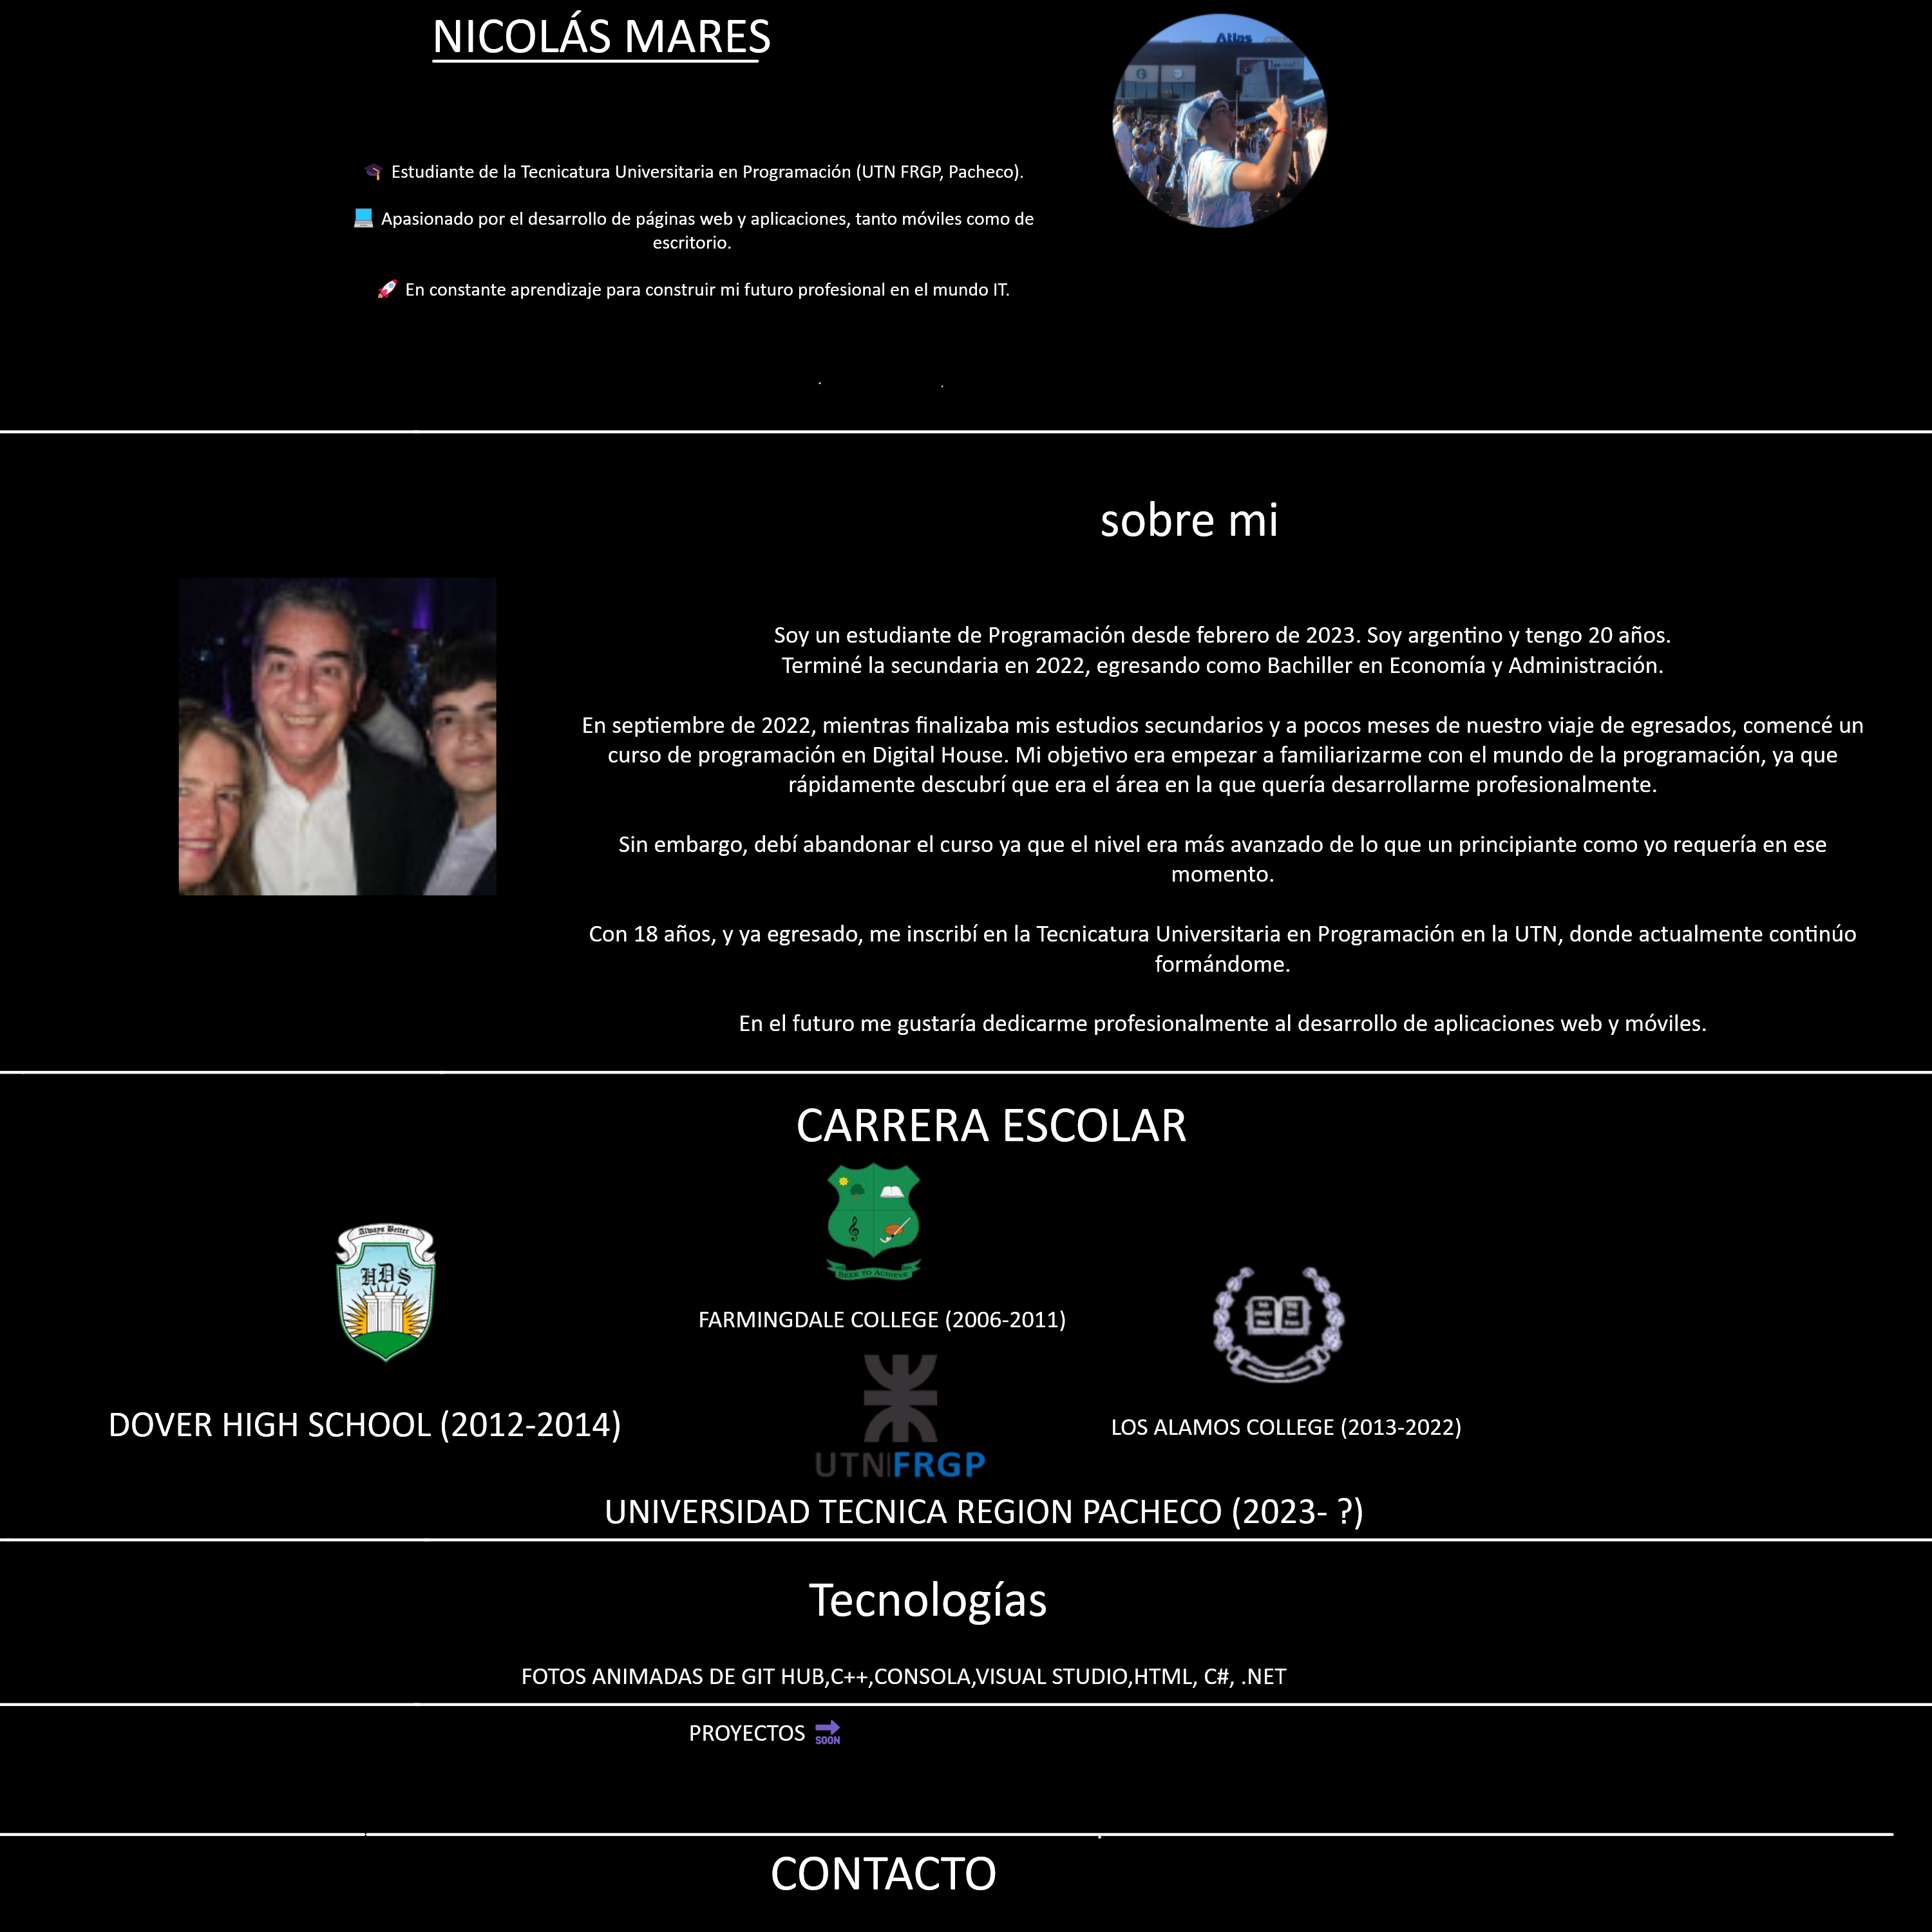 NICOLÁS MARES
Atlas
🎓 Estudiante de la Tecnicatura Universitaria en Programación (UTN FRGP, Pacheco).
💻 Apasionado por el desarrollo de páginas web y aplicaciones, tanto móviles como de
escritorio.
🚀 En constante aprendizaje para construir mi futuro profesional en el mundo IT.
sobre mi
Soy un estudiante de Programación desde febrero de 2023. Soy argentino y tengo 20 años.
Terminé la secundaria en 2022, egresando como Bachiller en Economía y Administración.
En septiembre de 2022, mientras finalizaba mis estudios secundarios y a pocos meses de nuestro viaje de egresados, comencé un
curso de programación en Digital House. Mi objetivo era empezar a familiarizarme con el mundo de la programación, ya que
rápidamente descubrí que era el área en la que quería desarrollarme profesionalmente.
Sin embargo, debí abandonar el curso ya que el nivel era más avanzado de lo que un principiante como yo requería en ese
momento.
Con 18 años, y ya egresado, me inscribí en la Tecnicatura Universitaria en Programación en la UTN, donde actualmente continúo
formándome.
En el futuro me gustaría dedicarme profesionalmente al desarrollo de aplicaciones web y móviles.
CARRERA ESCOLAR
Always Better
HDS
SEEK TO ACHIEVE
FARMINGDALE COLLEGE (2006-2011)
DOVER HIGH SCHOOL (2012-2014)
LOS ALAMOS COLLEGE (2013-2022)
UTN FRGP
UNIVERSIDAD TECNICA REGION PACHECO (2023- ?)
Tecnologías
FOTOS ANIMADAS DE GIT HUB,C++,CONSOLA,VISUAL STUDIO,HTML, C#, .NET
PROYECTOS 🔜
SOON
CONTACTO